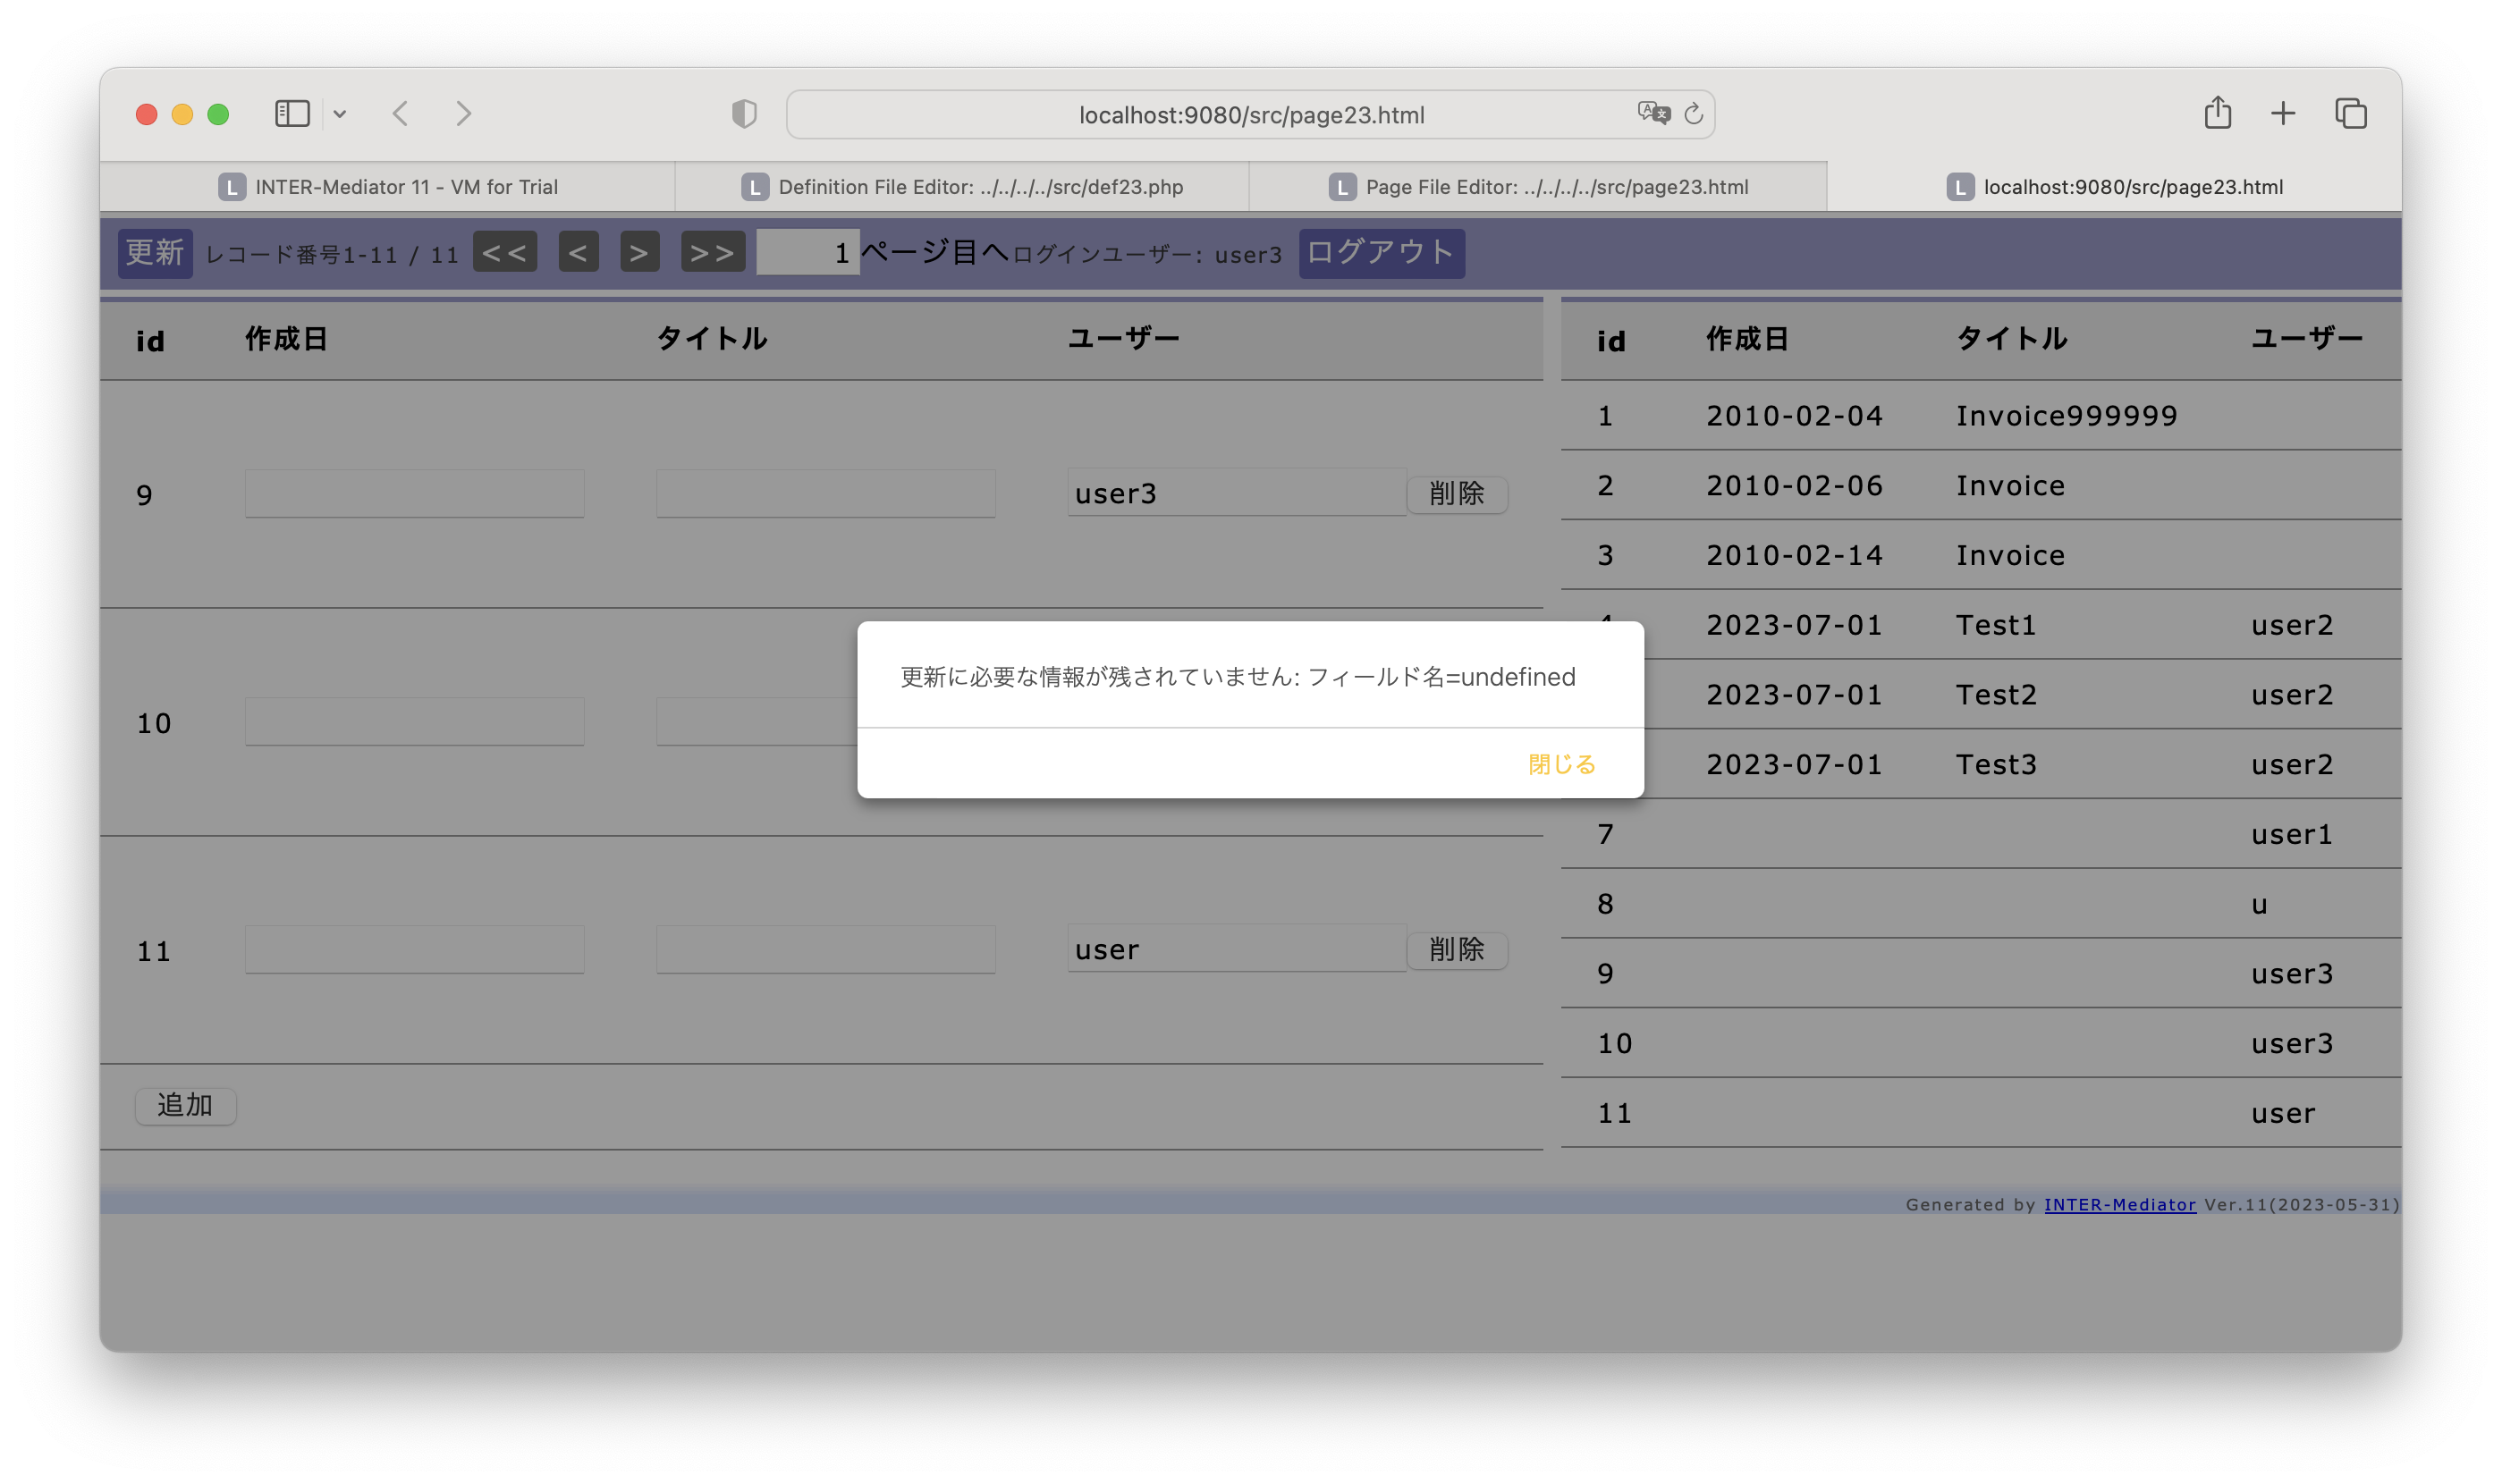 localhost:9080/src/page23.html
L INTER-Mediator 11 - VM for Trial
L Definition File Editor: ../../../../src/def23.php
L Page File Editor: ../../../../src/page23.html
L localhost:9080/src/page23.html
更新 レコード番号1-11 / 11 << < > >> 1 ページ目へ ログインユーザー: user3 ログアウト
id 作成日 タイトル ユーザー
9 user3 削除
10
11 user 削除
追加
id 作成日 タイトル ユーザー
1 2010-02-04 Invoice999999
2 2010-02-06 Invoice
3 2010-02-14 Invoice
2023-07-01 Test1 user2
2023-07-01 Test2 user2
2023-07-01 Test3 user2
7 user1
8 u
9 user3
10 user3
11 user
更新に必要な情報が残されていません: フィールド名=undefined
閉じる
Generated by INTER-Mediator Ver.11(2023-05-31)